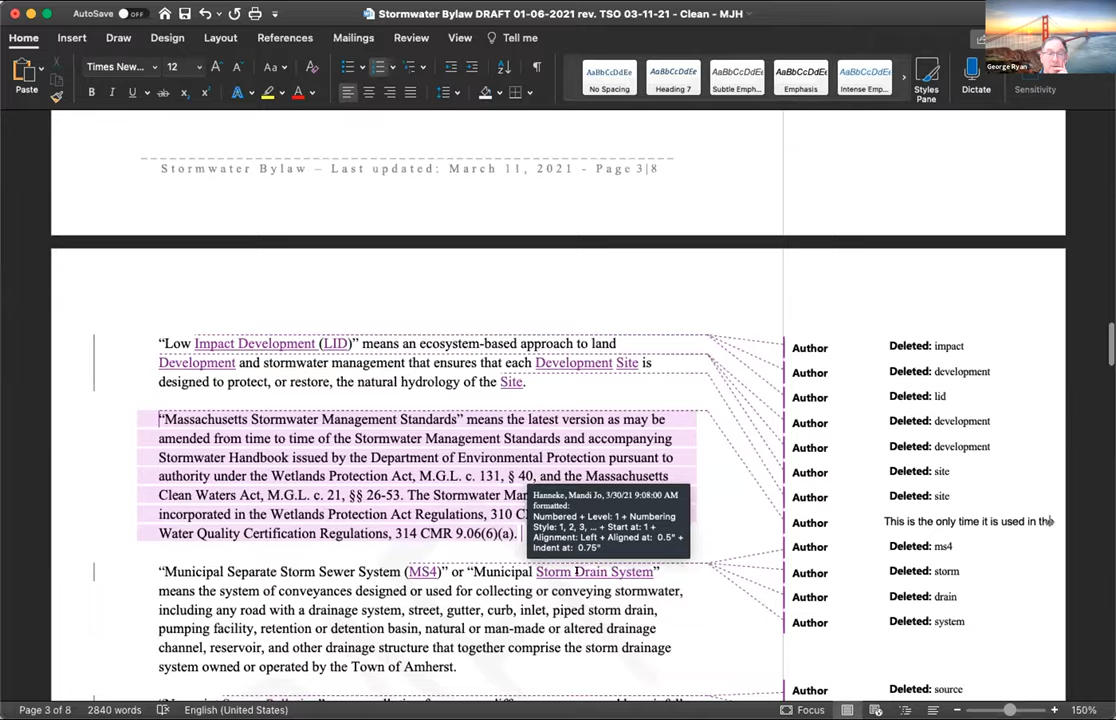 AutoSave OFF
Stormwater Bylaw DRAFT 01-06-2021 rev. TSO 03-11-21 - Clean - MJH
George Ryan
Home Insert Draw Design Layout References Mailings Review View Tell me
Paste
Times New... 12
Aa
B I U ab x x A A
AaBbCcDdEe AaBbCcDdEe AaBbCcDdEe AaBbCcDdEe AaBbCcDdEe
No Spacing Heading 7 Subtle Emph... Emphasis Intense Emp...
Styles Pane
Dictate
Sensitivity
Stormwater Bylaw – Last updated: March 11, 2021 - Page 3|8
“Low Impact Development (LID)” means an ecosystem-based approach to land
Development and stormwater management that ensures that each Development Site is
designed to protect, or restore, the natural hydrology of the Site.
“Massachusetts Stormwater Management Standards” means the latest version as may be
amended from time to time of the Stormwater Management Standards and accompanying
Stormwater Handbook issued by the Department of Environmental Protection pursuant to
authority under the Wetlands Protection Act, M.G.L. c. 131, § 40, and the Massachusetts
Clean Waters Act, M.G.L. c. 21, §§ 26-53. The Stormwater Man
incorporated in the Wetlands Protection Act Regulations, 310 C
Water Quality Certification Regulations, 314 CMR 9.06(6)(a).
Hanneke, Mandi Jo, 3/30/21 9:08:00 AM
formatted:
Numbered + Level: 1 + Numbering
Style: 1, 2, 3, ... + Start at: 1 +
Alignment: Left + Aligned at: 0.5" +
Indent at: 0.75"
“Municipal Separate Storm Sewer System (MS4)” or “Municipal Storm Drain System”
means the system of conveyances designed or used for collecting or conveying stormwater,
including any road with a drainage system, street, gutter, curb, inlet, piped storm drain,
pumping facility, retention or detention basin, natural or man-made or altered drainage
channel, reservoir, and other drainage structure that together comprise the storm drainage
system owned or operated by the Town of Amherst.
Author Deleted: impact
Author Deleted: development
Author Deleted: lid
Author Deleted: development
Author Deleted: development
Author Deleted: site
Author Deleted: site
Author This is the only time it is used in the
Author Deleted: ms4
Author Deleted: storm
Author Deleted: drain
Author Deleted: system
Author Deleted: source
Page 3 of 8 2840 words English (United States) Focus 150%